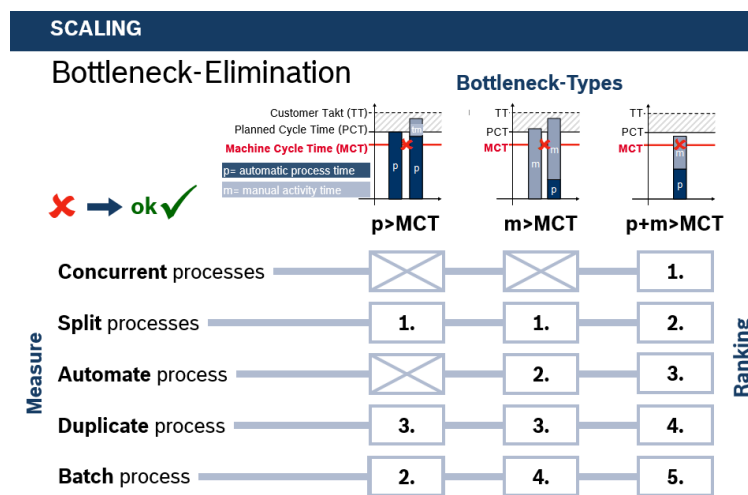 SCALING
Bottleneck-Elimination
Bottleneck-Types
Customer Takt (TT)
Planned Cycle Time (PCT)
Machine Cycle Time (MCT)
p= automatic process time
m= manual activity time
p
m
p
TT
PCT
MCT
m
m
p
TT
PCT
MCT
m
p
ok
p>MCT
m>MCT
p+m>MCT
Measure
Ranking
Concurrent processes
1.
Split processes
1.
1.
2.
Automate process
2.
3.
Duplicate process
3.
3.
4.
Batch process
2.
4.
5.